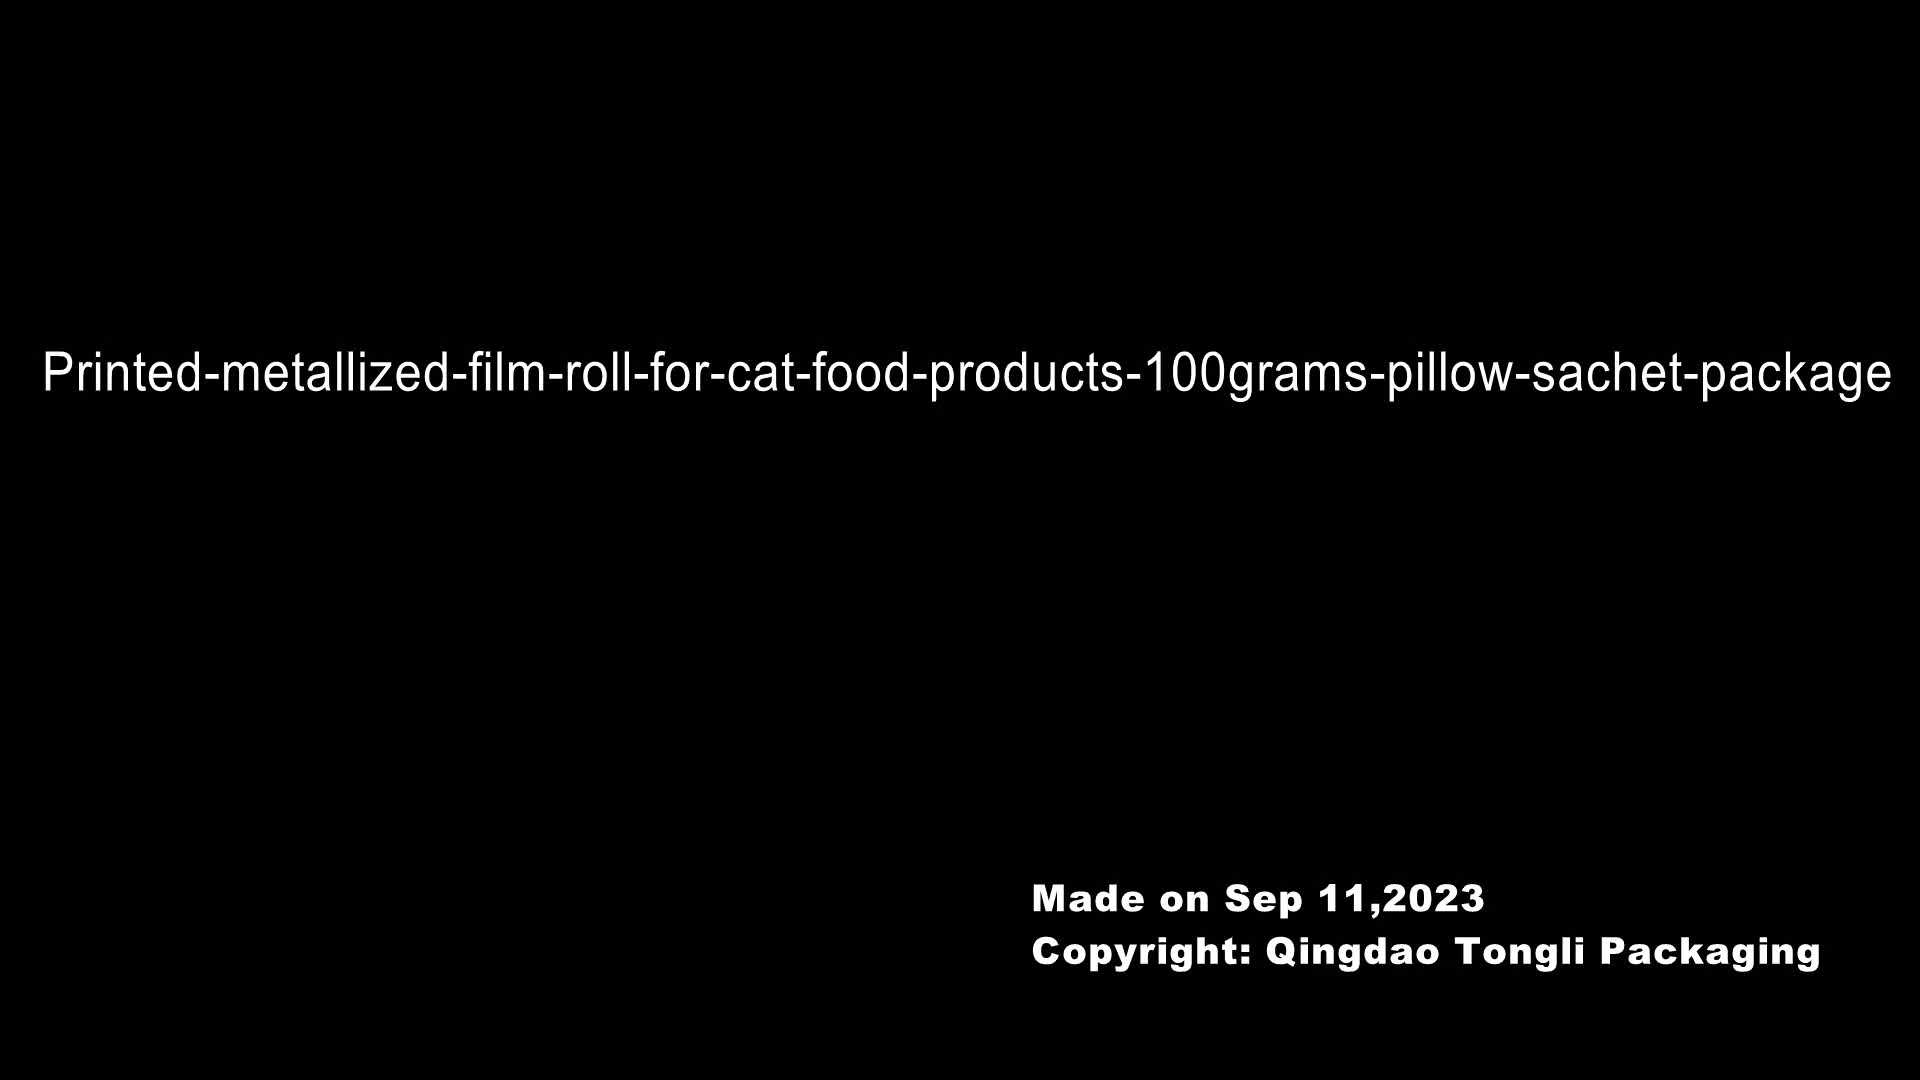 Printed-metallized-film-roll-for-cat-food-products-100grams-pillow-sachet-package
Made on Sep 11,2023
Copyright: Qingdao Tongli Packaging